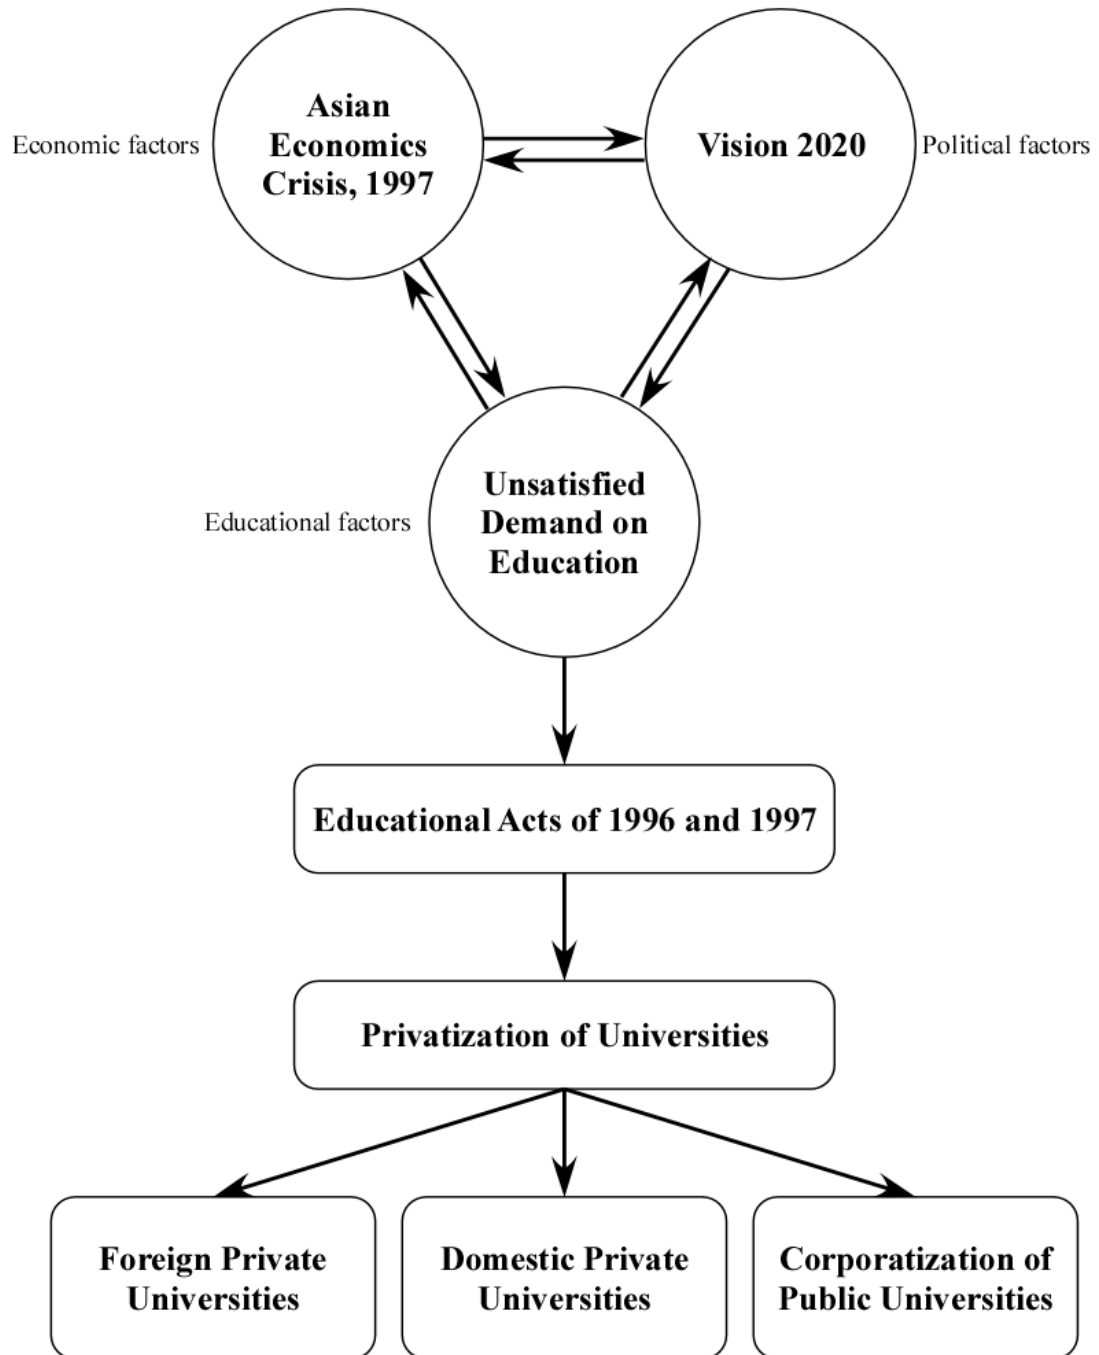 Asian
Economics
Crisis, 1997
Economic factors
Vision 2020
Political factors
Unsatisfied
Demand on
Education
Educational factors
Educational Acts of 1996 and 1997
Privatization of Universities
Foreign Private
Universities
Domestic Private
Universities
Corporatization of
Public Universities